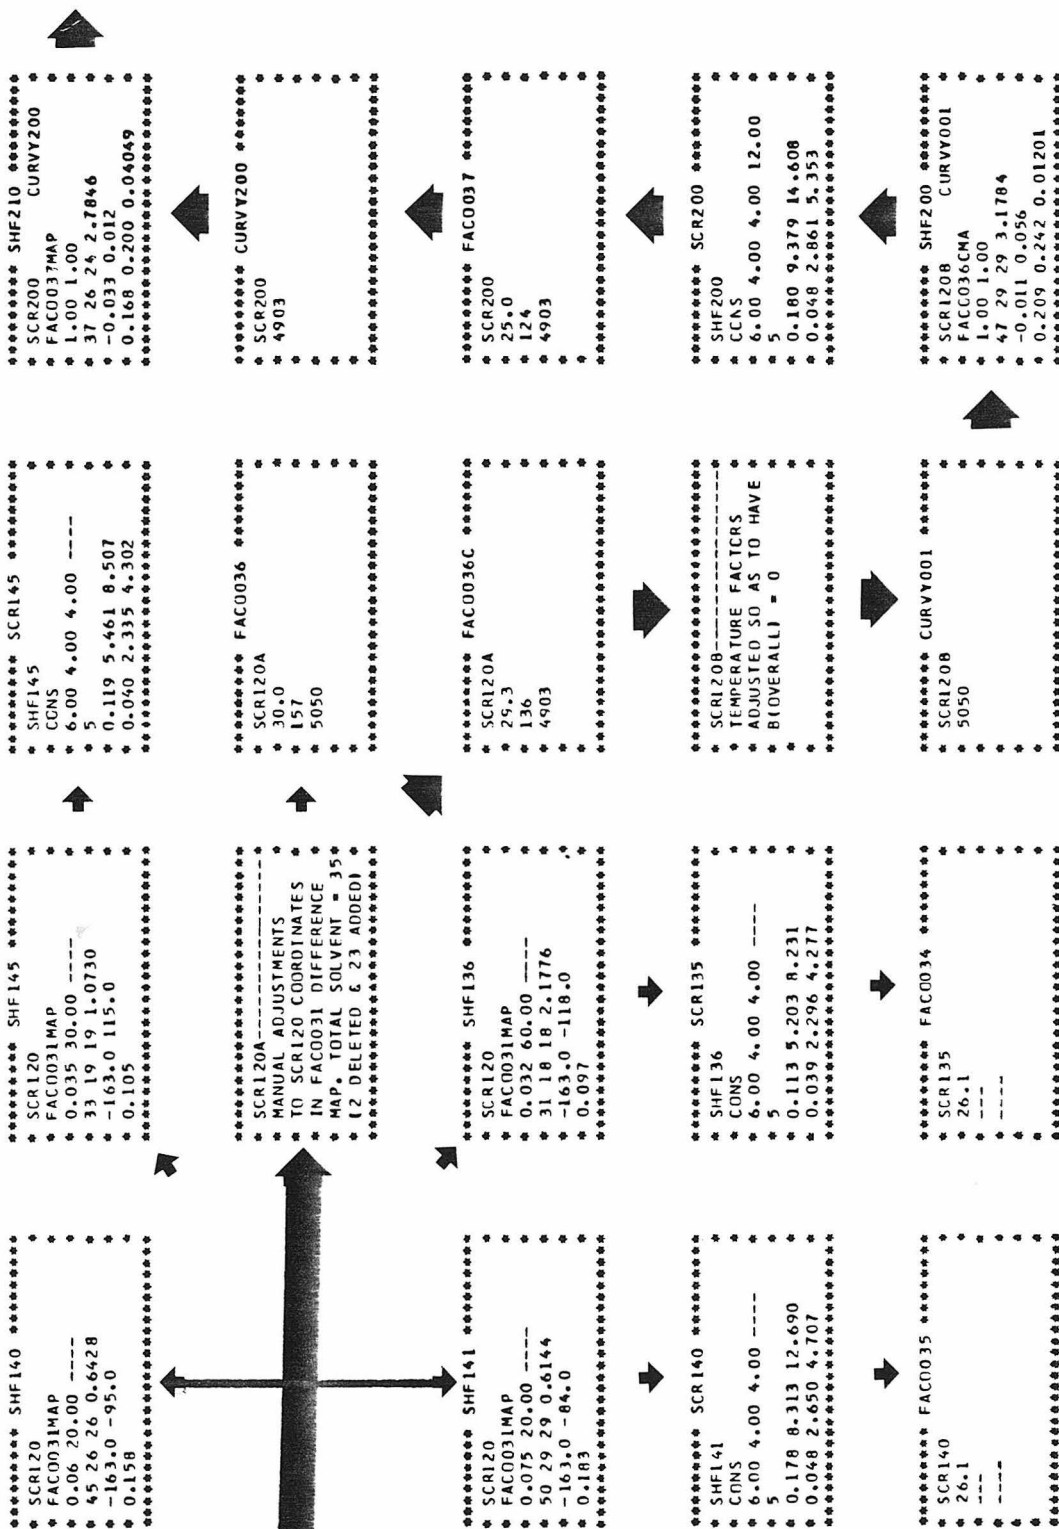 ******** SHF140 ********
* SCR120 *
* FAC0031MAP *
* 0.06 20.00 ---- *
* 45 26 26 0.6428 *
* -163.0 -95.0 *
* 0.158 *
************************
******** SHF145 ********
* SCR120 *
* FAC0031MAP *
* 0.035 30.00 ---- *
* 33 19 19 1.0730 *
* -163.0 115.0 *
* 0.105 *
************************
******** SCR145 ********
* SHF145 *
* CONS *
* 6.00 4.00 4.00 ---- *
* 5 *
* 0.119 5.461 8.507 *
* 0.040 2.335 4.302 *
************************
******** SHF210 ********
* SCR200 CURVY200 *
* FAC0037MAP *
* 1.00 1.00 *
* 37 26 24 2.7846 *
* -0.033 0.012 *
* 0.168 0.200 0.04049 *
************************
************************
* SCR120A----------------- *
* MANUAL ADJUSTMENTS *
* TO SCR120 COORDINATES *
* IN FAC0031 DIFFERENCE *
* MAP. TOTAL SOLVENT = 35*
* (2 DELETED & 23 ADDED) *
************************
******** FAC0036 *******
* SCR120A *
* 30.0 *
* 157 *
* 5050 *
************************
******** CURVY200 ******
* SCR200 *
* 4903 *
************************
******** SHF141 ********
* SCR120 *
* FAC0031MAP *
* 0.075 20.00 ---- *
* 50 29 29 0.6144 *
* -163.0 -84.0 *
* 0.183 *
************************
******** SHF136 ********
* SCR120 *
* FAC0031MAP *
* 0.032 60.00 ---- *
* 31 18 18 2.1776 *
* -163.0 -118.0 *
* 0.097 *
************************
******** FAC0036C ******
* SCR120A *
* 29.3 *
* 136 *
* 4903 *
************************
******** FAC0037 *******
* SCR200 *
* 25.0 *
* 124 *
* 4903 *
************************
******** SCR140 ********
* SHF141 *
* CONS *
* 6.00 4.00 4.00 ---- *
* 5 *
* 0.178 8.313 12.690 *
* 0.048 2.650 4.707 *
************************
******** SCR135 ********
* SHF136 *
* CONS *
* 6.00 4.00 4.00 ---- *
* 5 *
* 0.113 5.203 8.231 *
* 0.039 2.296 4.277 *
************************
************************
* SCR120B----------------- *
* TEMPERATURE FACTORS *
* ADJUSTED SO AS TO HAVE *
* B(OVERALL) = 0 *
************************
******** SCR200 ********
* SHF200 *
* CONS *
* 6.00 4.00 4.00 12.00 *
* 5 *
* 0.180 9.379 14.608 *
* 0.048 2.861 5.353 *
************************
******** FAC0035 *******
* SCR140 *
* 26.1 *
* --- *
* ---- *
************************
******** FAC0034 *******
* SCR135 *
* 26.1 *
* --- *
* ---- *
************************
******** CURVY001 ******
* SCR120B *
* 5050 *
************************
******** SHF200 ********
* SCR120B CURVY001 *
* FAC0036CMA *
* 1.00 1.00 *
* 47 29 29 3.1784 *
* -0.011 0.056 *
* 0.209 0.242 0.01201 *
************************